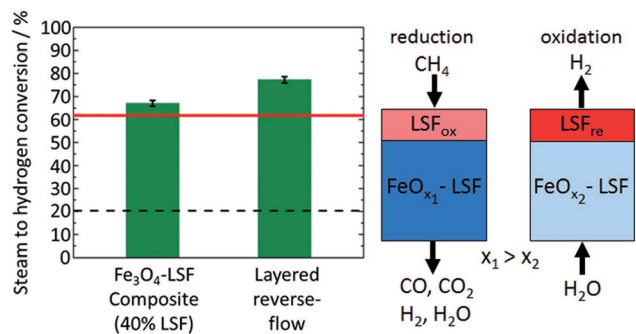 Steam to hydrogen conversion / %
100
90
80
70
60
50
40
30
20
10
0
Fe₃O₄-LSF
Composite
(40% LSF)
Layered
reverse-
flow
reduction
CH₄
LSFₒₓ
FeOₓ₁- LSF
CO, CO₂
H₂, H₂O
x₁ > x₂
oxidation
H₂
LSFᵣₑ
FeOₓ₂- LSF
H₂O